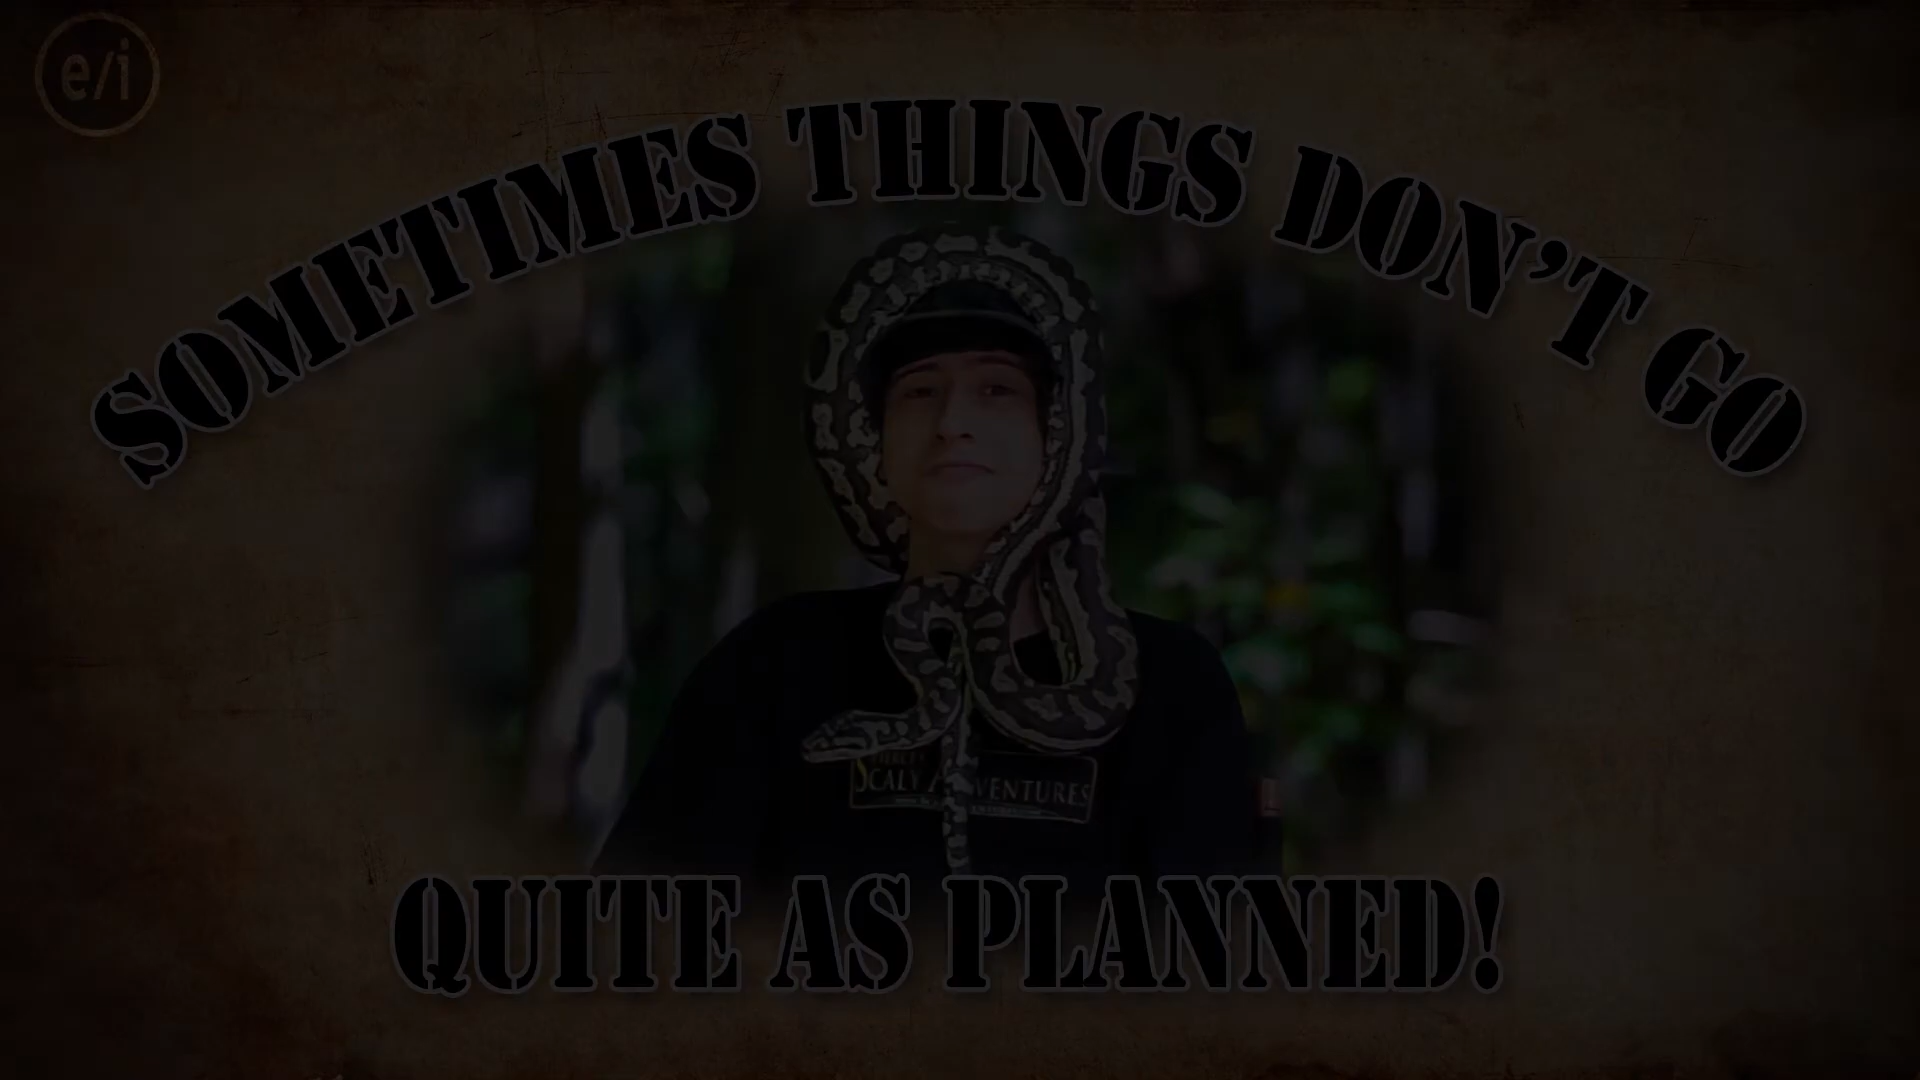 e/i
SOMETIMES THINGS DON'T GO
SCALY ADVENTURES
QUITE AS PLANNED!